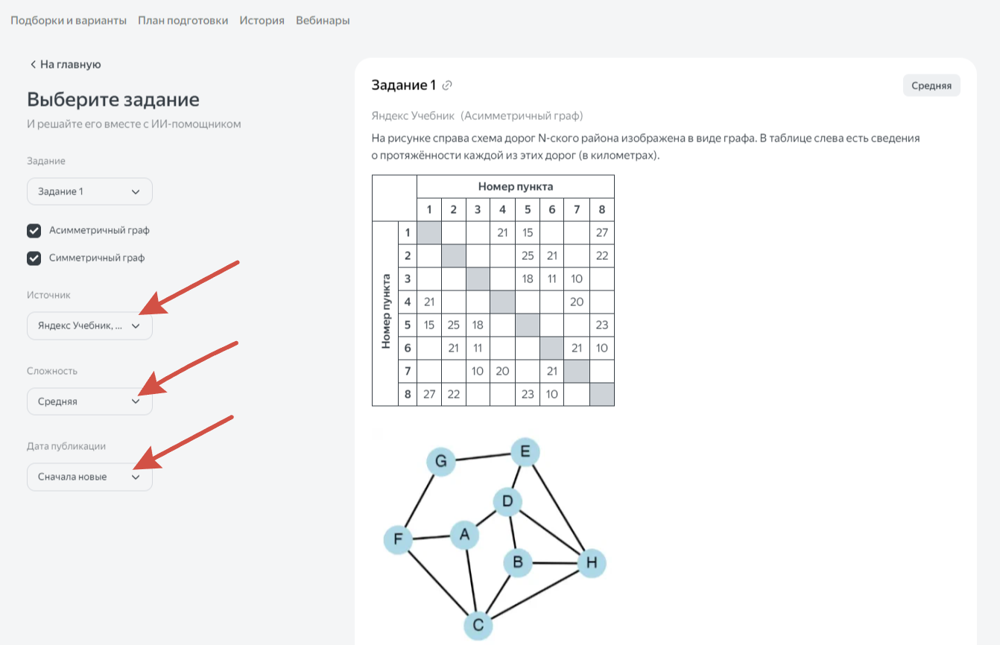 Подборки и варианты План подготовки История Вебинары
На главную
Выберите задание
И решайте его вместе с ИИ-помощником
Задание
Задание 1
Асимметричный граф
Симметричный граф
Источник
Яндекс Учебник, ...
Сложность
Средняя
Дата публикации
Сначала новые
Задание 1
Средняя
Яндекс Учебник (Асимметричный граф)
На рисунке справа схема дорог N-ского района изображена в виде графа. В таблице слева есть сведения
о протяжённости каждой из этих дорог (в километрах).
Номер пункта
1 2 3 4 5 6 7 8
Номер пункта
1 21 15 27
2 25 21 22
3 18 11 10
4 21 20
5 15 25 18 23
6 21 11 21 10
7 10 20 21
8 27 22 23 10
G E
D
F A
B H
C